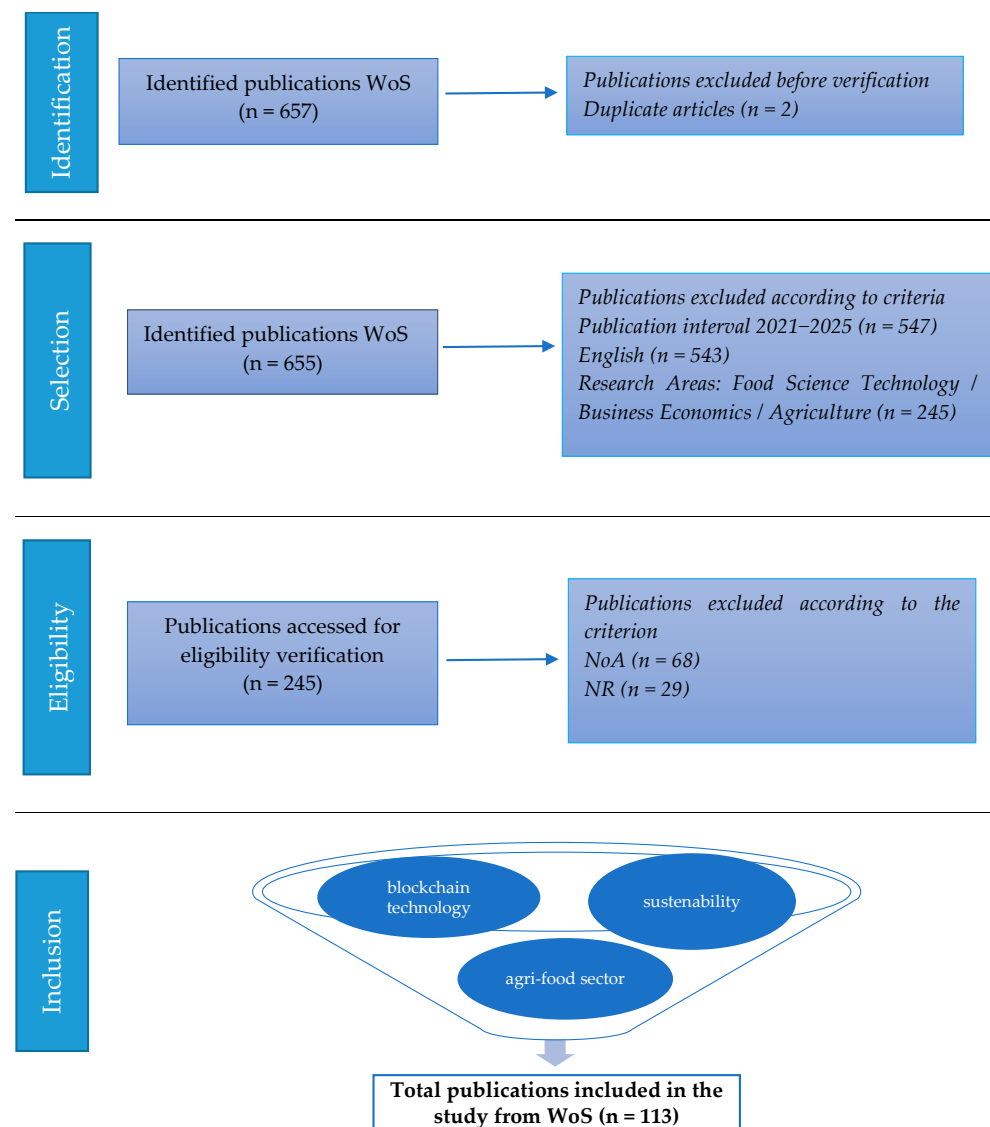 Identification
Identified publications WoS
(n = 657)
Publications excluded before verification
Duplicate articles (n = 2)
Selection
Identified publications WoS
(n = 655)
Publications excluded according to criteria
Publication interval 2021–2025 (n = 547)
English (n = 543)
Research Areas: Food Science Technology /
Business Economics / Agriculture (n = 245)
Eligibility
Publications accessed for
eligibility verification
(n = 245)
Publications excluded according to the
criterion
NoA (n = 68)
NR (n = 29)
Inclusion
blockchain
technology
sustenability
agri-food sector
Total publications included in the
study from WoS (n = 113)